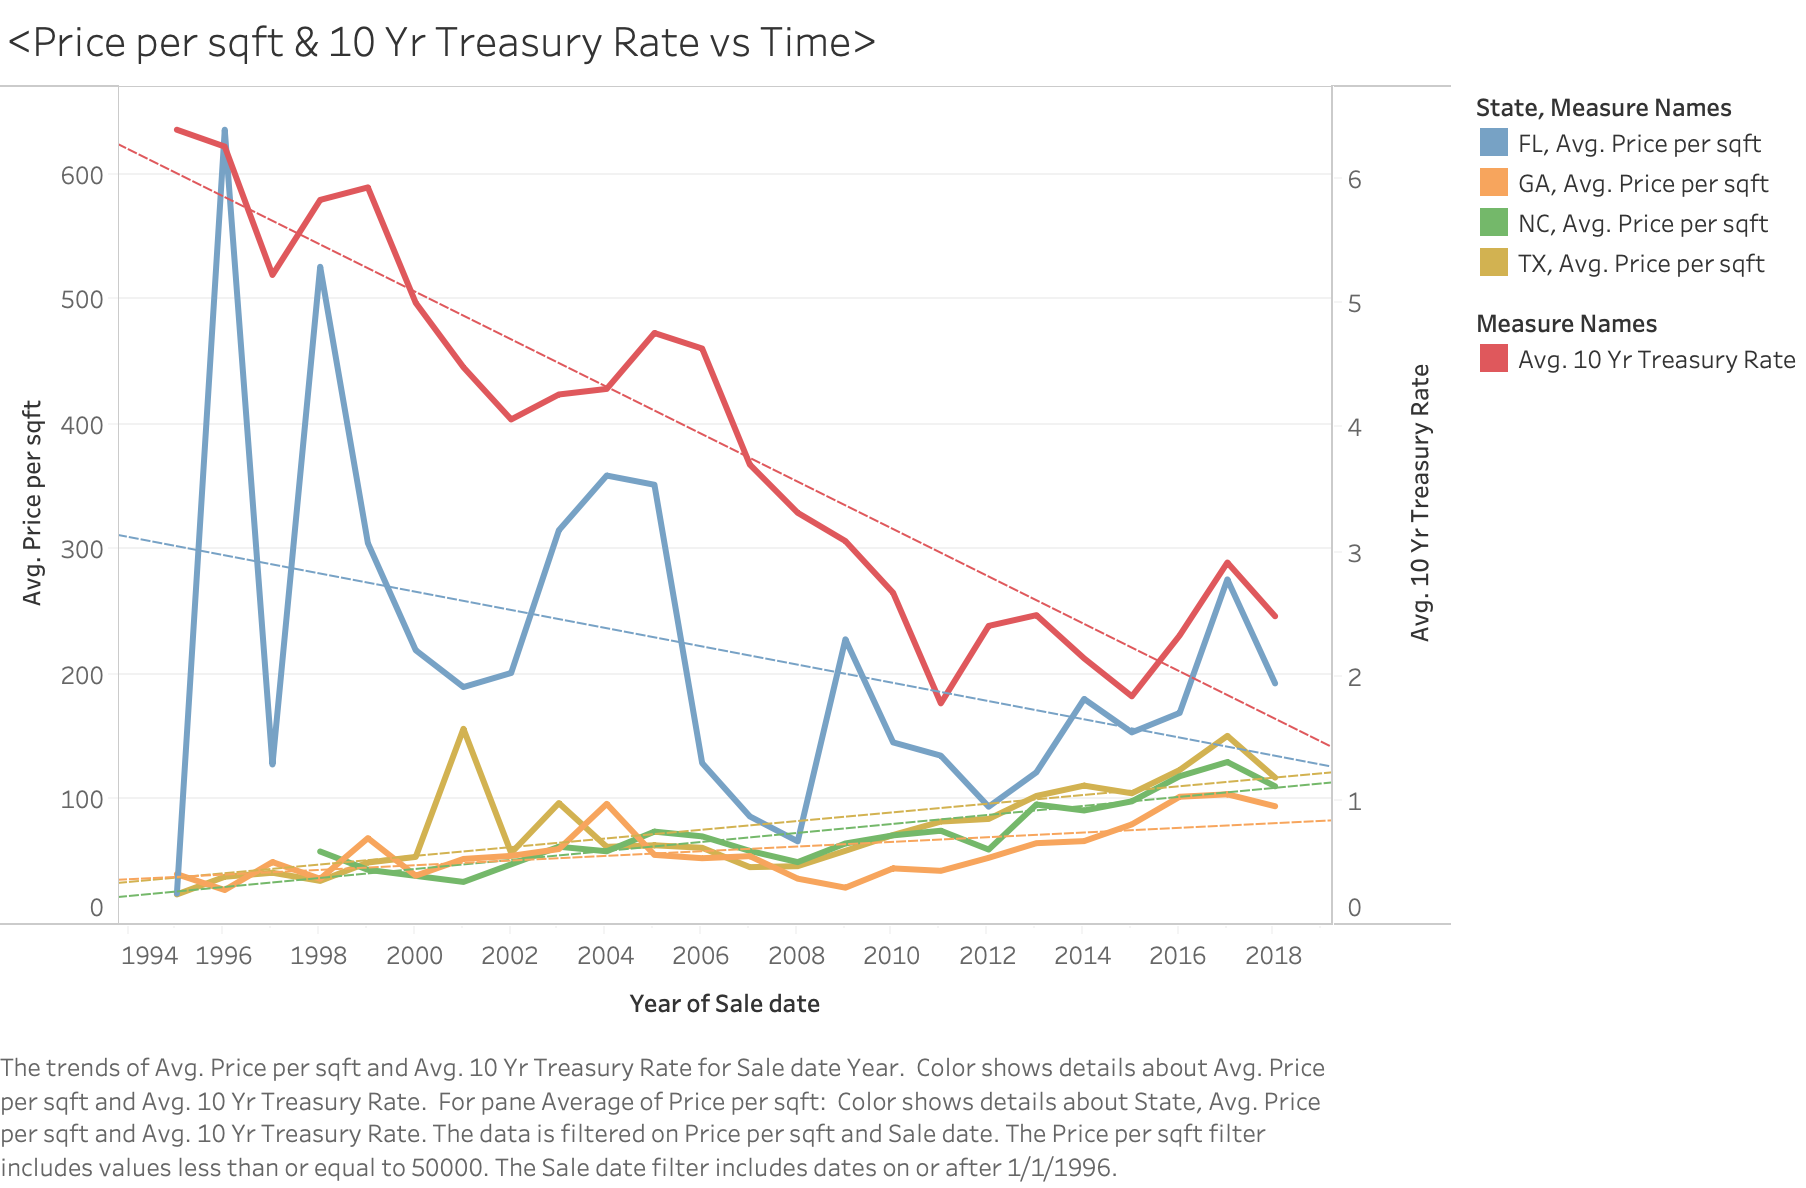 <Price per sqft & 10 Yr Treasury Rate vs Time>
State, Measure Names
FL, Avg. Price per sqft
GA, Avg. Price per sqft
NC, Avg. Price per sqft
TX, Avg. Price per sqft
Measure Names
Avg. 10 Yr Treasury Rate
Avg. Price per sqft
600
500
400
300
200
100
0
6
5
4
3
2
1
0
Avg. 10 Yr Treasury Rate
1994 1996 1998 2000 2002 2004 2006 2008 2010 2012 2014 2016 2018
Year of Sale date
The trends of Avg. Price per sqft and Avg. 10 Yr Treasury Rate for Sale date Year.  Color shows details about Avg. Price
per sqft and Avg. 10 Yr Treasury Rate.  For pane Average of Price per sqft:  Color shows details about State, Avg. Price
per sqft and Avg. 10 Yr Treasury Rate. The data is filtered on Price per sqft and Sale date. The Price per sqft filter
includes values less than or equal to 50000. The Sale date filter includes dates on or after 1/1/1996.